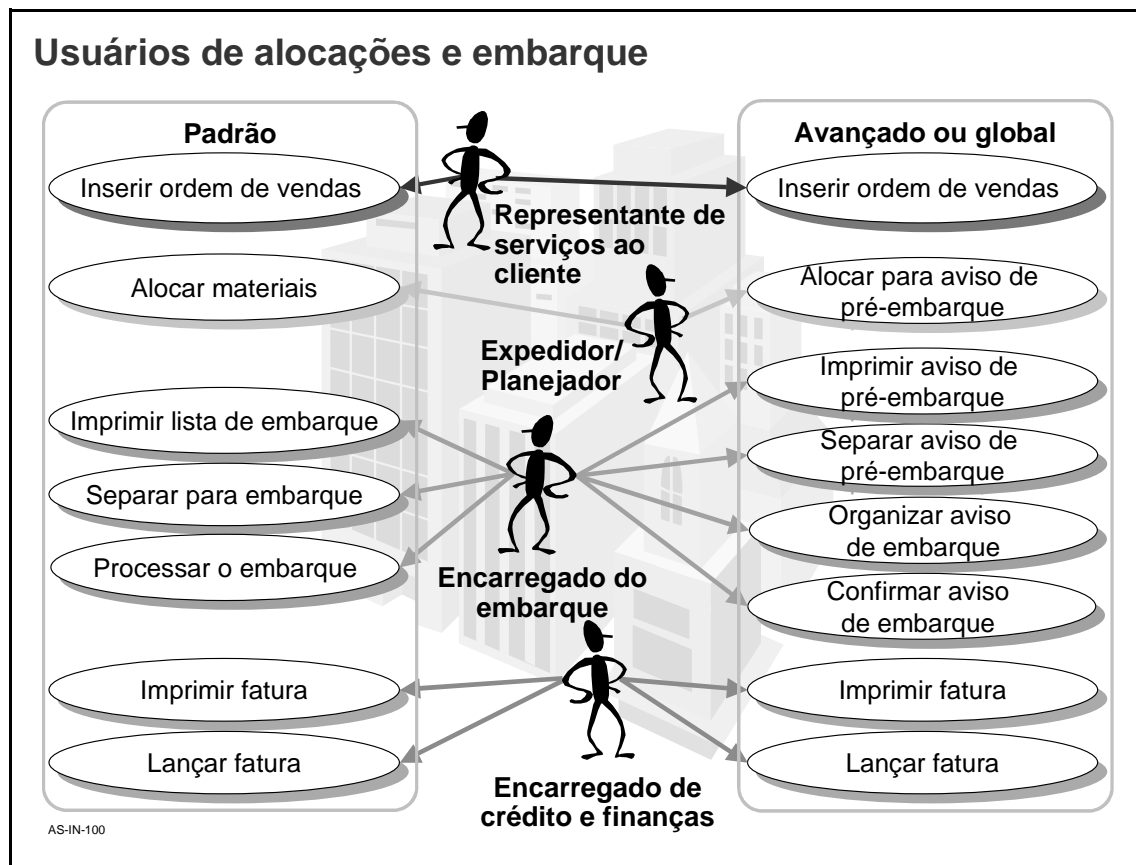 Usuários de alocações e embarque
Padrão
Inserir ordem de vendas
Alocar materiais
Imprimir lista de embarque
Separar para embarque
Processar o embarque
Imprimir fatura
Lançar fatura
Representante de
serviços ao
cliente
Expedidor/
Planejador
Encarregado do
embarque
Encarregado de
crédito e finanças
Avançado ou global
Inserir ordem de vendas
Alocar para aviso de
pré-embarque
Imprimir aviso de
pré-embarque
Separar aviso de
pré-embarque
Organizar aviso
de embarque
Confirmar aviso
de embarque
Imprimir fatura
Lançar fatura
AS-IN-100